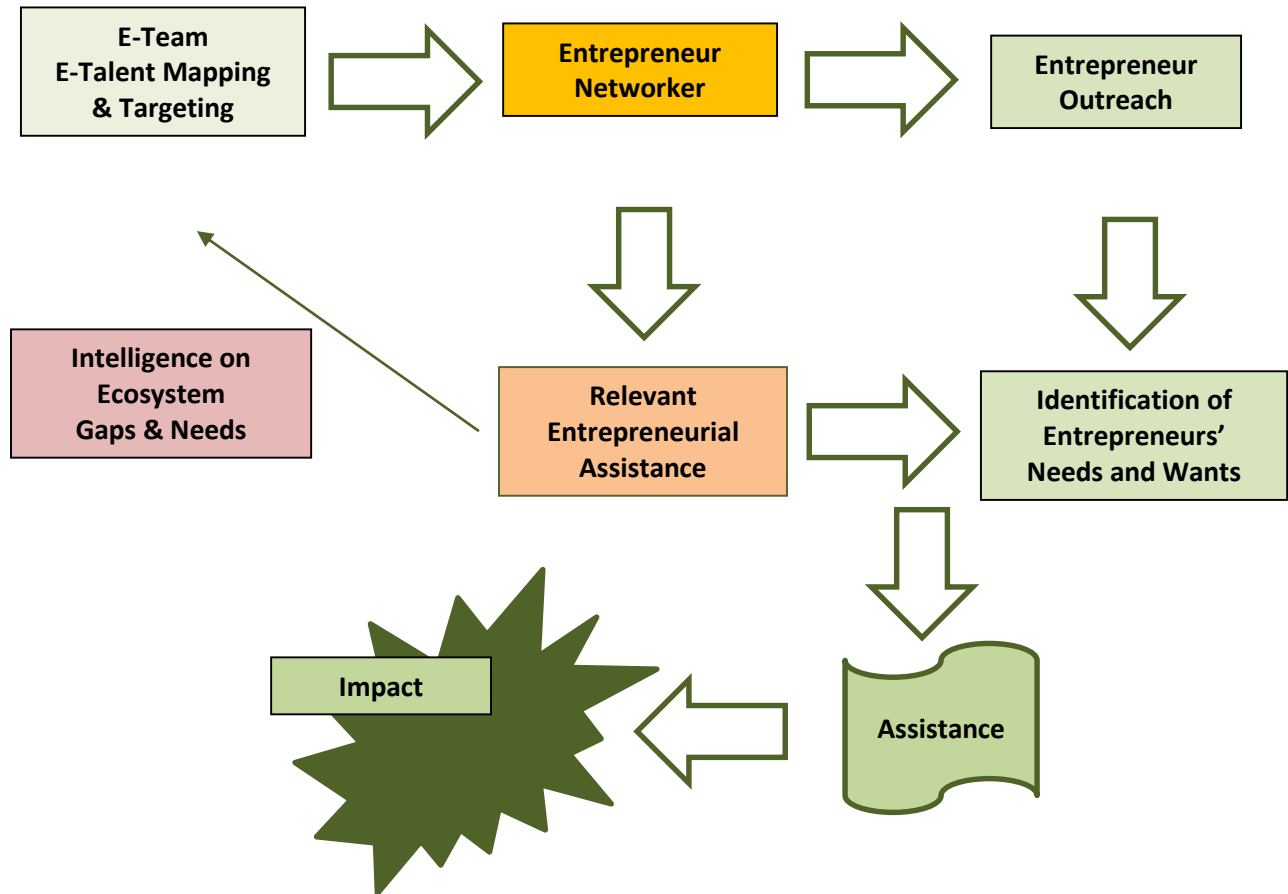 E-Team
E-Talent Mapping
& Targeting
Entrepreneur
Networker
Entrepreneur
Outreach
Intelligence on
Ecosystem
Gaps & Needs
Relevant
Entrepreneurial
Assistance
Identification of
Entrepreneurs’
Needs and Wants
Impact
Assistance